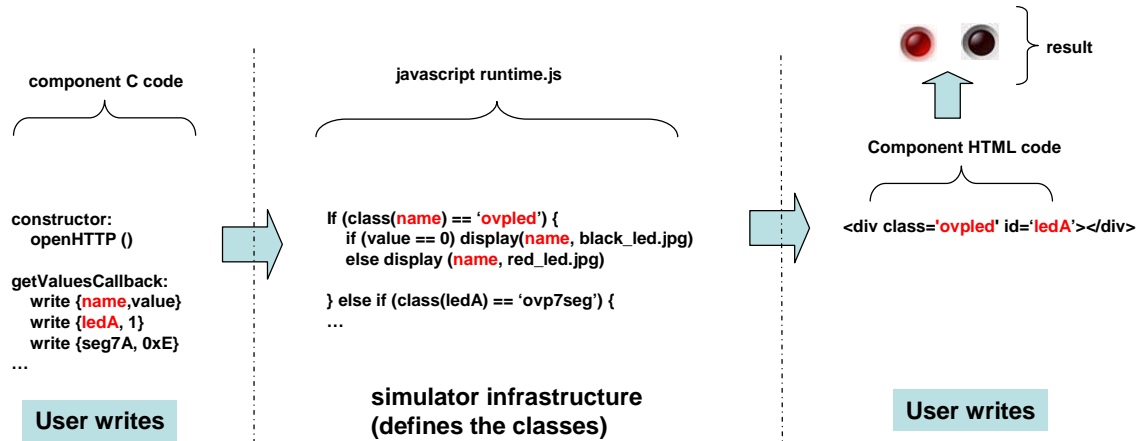 component C code
constructor:
openHTTP ()
getValuesCallback:
write {name,value}
write {ledA, 1}
write {seg7A, 0xE}
…
User writes
javascript runtime.js
If (class(name) == ‘ovpled’) {
if (value == 0) display(name, black_led.jpg)
else display (name, red_led.jpg)
} else if (class(ledA) == ‘ovp7seg’) {
…
simulator infrastructure
(defines the classes)
result
Component HTML code
<div class='ovpled' id=‘ledA’></div>
User writes